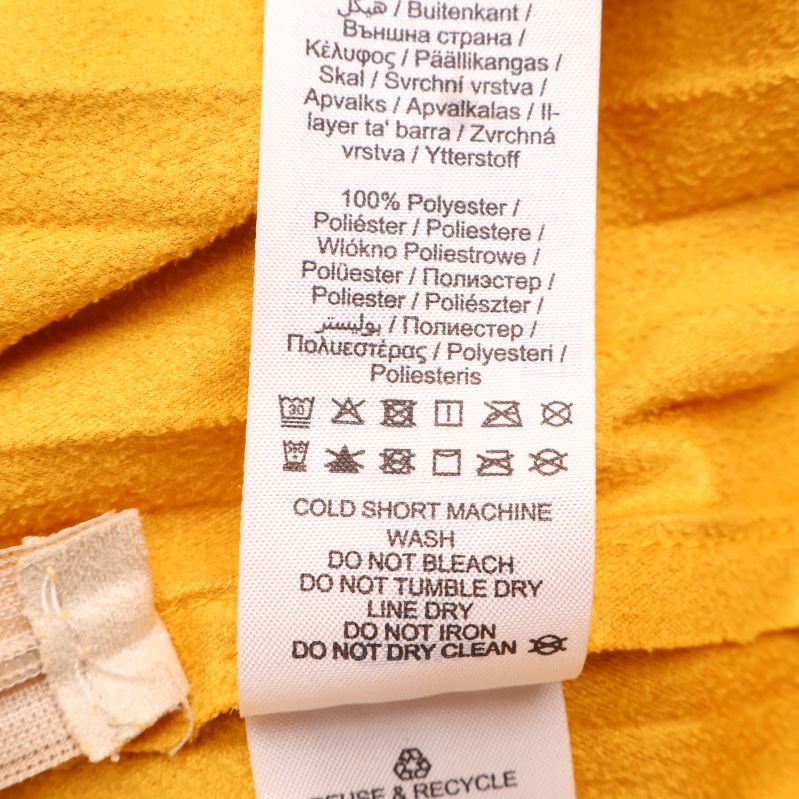 هيكل / Buitenkant /
Външна страна /
Κέλυφος / Päällikangas /
Skal / Svrchní vrstva /
Apvalks / Apvalkalas / Il-
layer ta' barra / Zvrchná
vrstva / Ytterstoff
100% Polyester /
Poliéster / Poliestere /
Wlókno Poliestrowe /
Polüester / Полиэстер /
Poliester / Poliészter /
بوليستر / Полиестер /
Πολυεστέρας / Polyesteri /
Poliesteris
30
COLD SHORT MACHINE
WASH
DO NOT BLEACH
DO NOT TUMBLE DRY
LINE DRY
DO NOT IRON
DO NOT DRY CLEAN
REUSE & RECYCLE